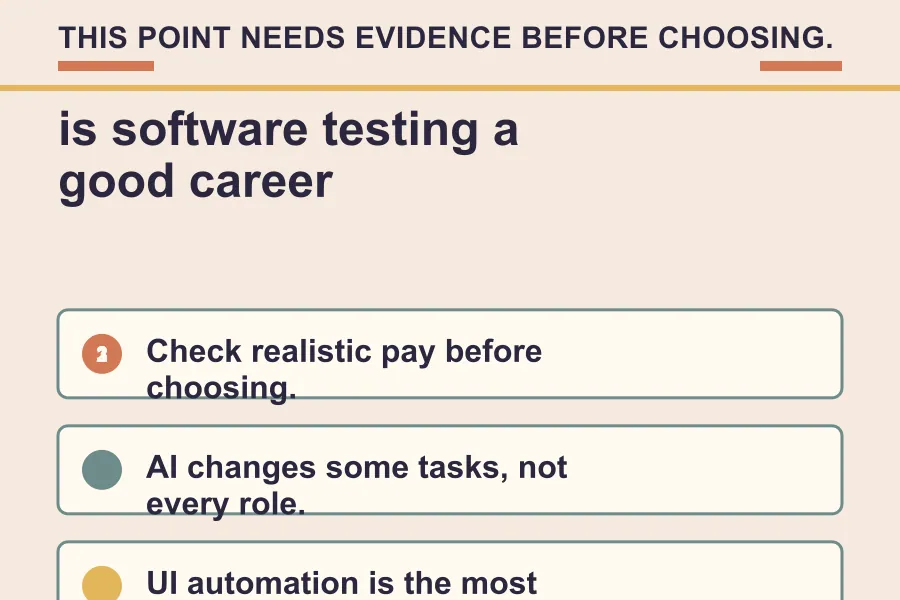 THIS POINT NEEDS EVIDENCE BEFORE CHOOSING.
is software testing a
good career
Check realistic pay before
choosing.
AI changes some tasks, not
every role.
UI automation is the most